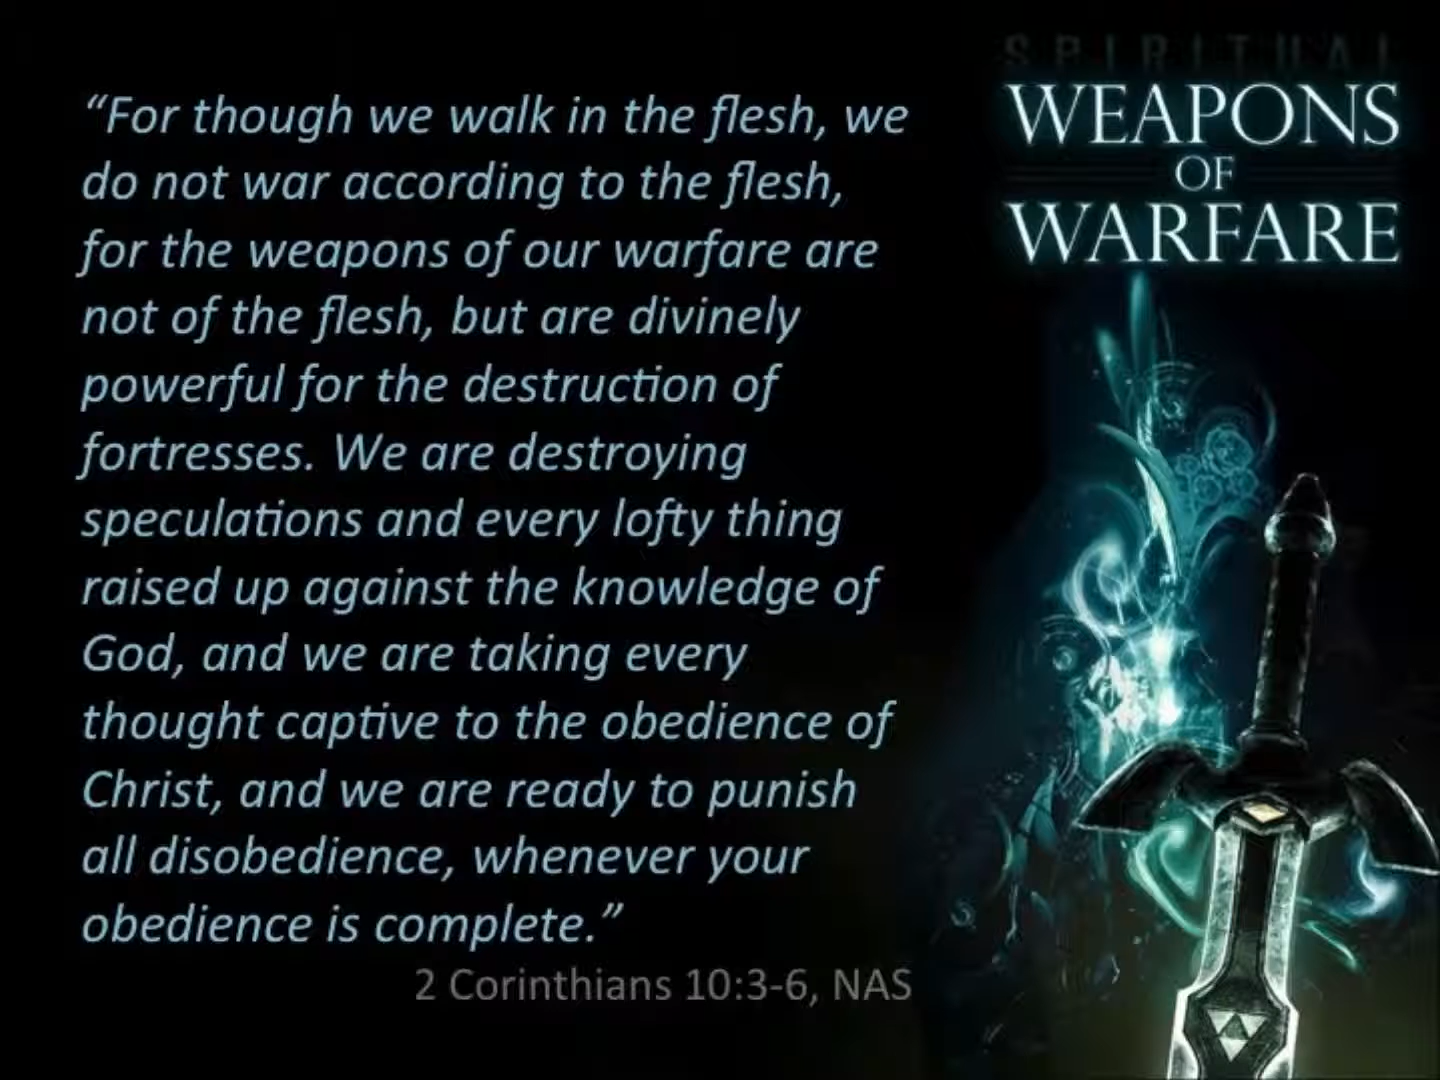 “For though we walk in the flesh, we
do not war according to the flesh,
for the weapons of our warfare are
not of the flesh, but are divinely
powerful for the destruction of
fortresses. We are destroying
speculations and every lofty thing
raised up against the knowledge of
God, and we are taking every
thought captive to the obedience of
Christ, and we are ready to punish
all disobedience, whenever your
obedience is complete.”
2 Corinthians 10:3-6, NAS
SPIRITUAL
WEAPONS
OF
WARFARE